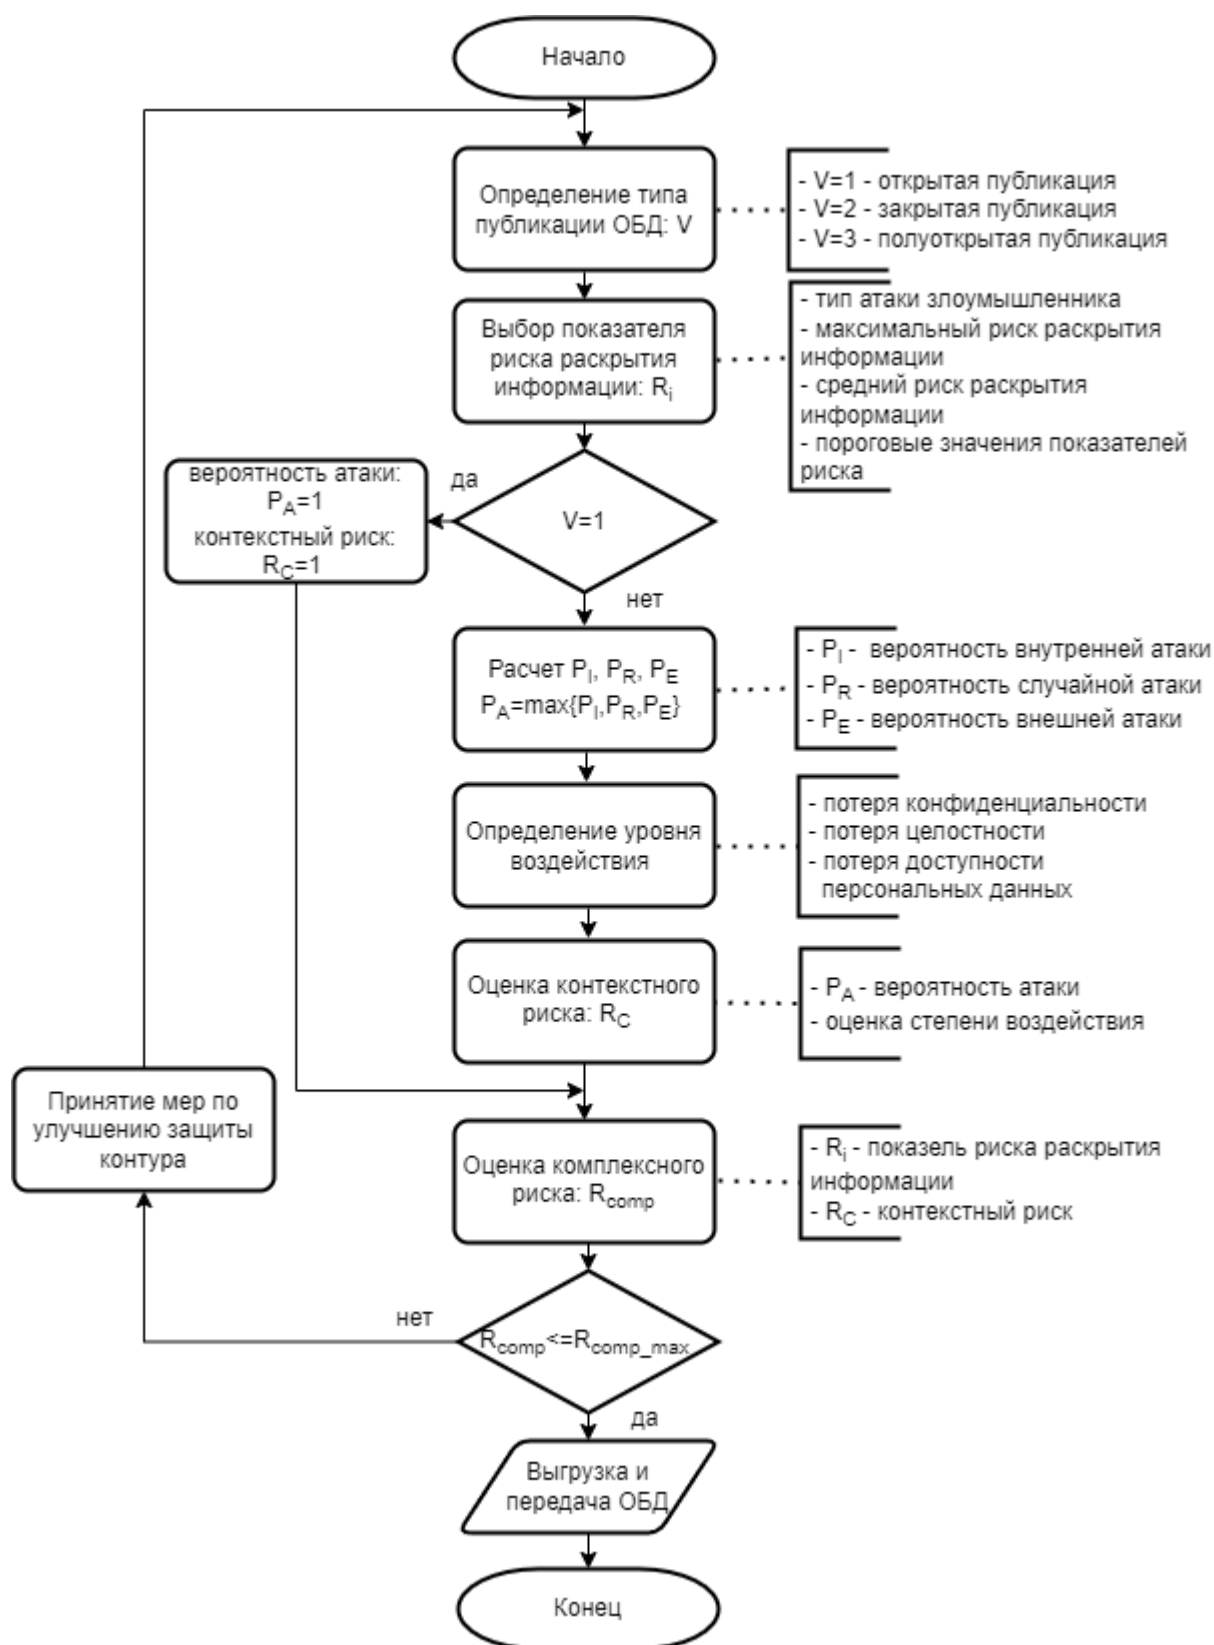 Начало
Определение типа
публикации ОБД: V
- V=1 - открытая публикация
- V=2 - закрытая публикация
- V=3 - полуоткрытая публикация
Выбор показателя
риска раскрытия
информации: Ri
- тип атаки злоумышленника
- максимальный риск раскрытия
информации
- средний риск раскрытия
информации
- пороговые значения показателей
риска
вероятность атаки:
PA=1
контекстный риск:
RC=1
да
V=1
нет
Расчет PI, PR, PE
PA=max{PI,PR,PE}
- PI - вероятность внутренней атаки
- PR - вероятность случайной атаки
- PE - вероятность внешней атаки
Определение уровня
воздействия
- потеря конфиденциальности
- потеря целостности
- потеря доступности
персональных данных
Оценка контекстного
риска: RC
- PA - вероятность атаки
- оценка степени воздействия
Принятие мер по
улучшению защиты
контура
Оценка комплексного
риска: Rcomp
- Ri - показель риска раскрытия
информации
- RC - контекстный риск
нет
Rcomp<=Rcomp_max
да
Выгрузка и
передача ОБД
Конец